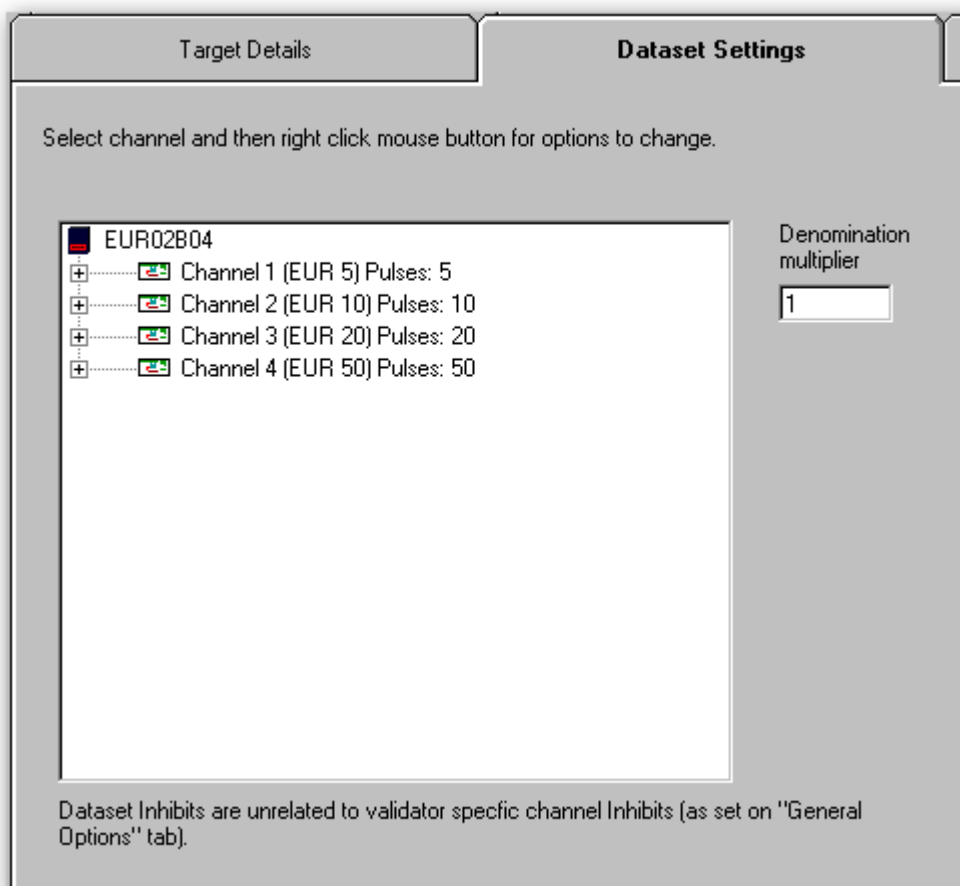 Target Details
Dataset Settings
Select channel and then right click mouse button for options to change.
EUR02B04
Channel 1 (EUR 5) Pulses: 5
Channel 2 (EUR 10) Pulses: 10
Channel 3 (EUR 20) Pulses: 20
Channel 4 (EUR 50) Pulses: 50
Denomination
multiplier
1
Dataset Inhibits are unrelated to validator specfic channel Inhibits (as set on "General
Options" tab).